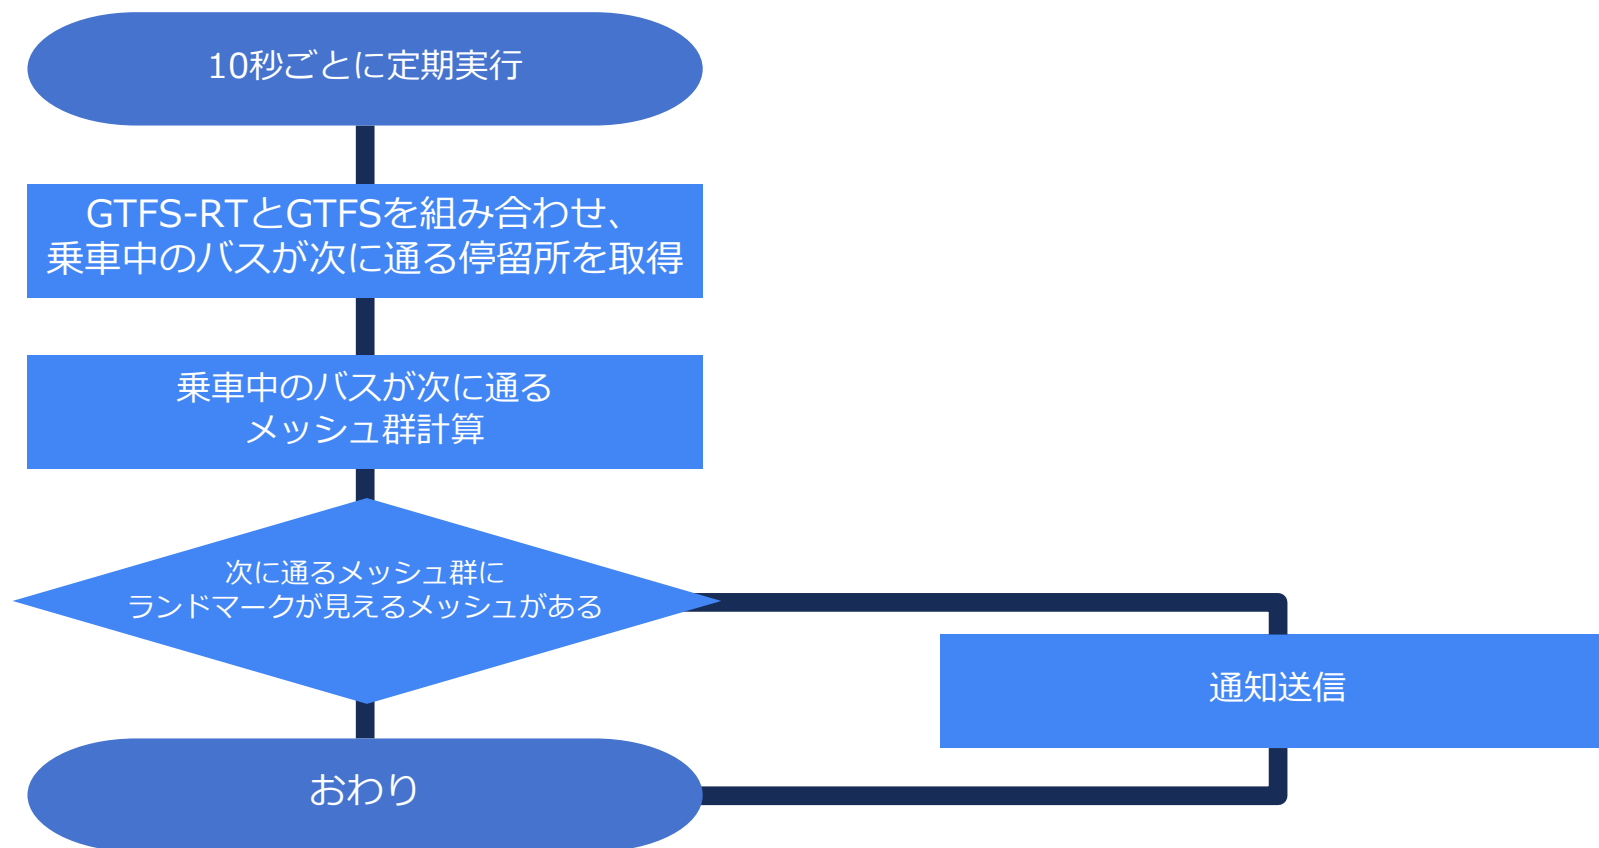 10秒ごとに定期実行
GTFS-RTとGTFSを組み合わせ、
乗車中のバスが次に通る停留所を取得
乗車中のバスが次に通る
メッシュ群計算
次に通るメッシュ群に
ランドマークが見えるメッシュがある
通知送信
おわり